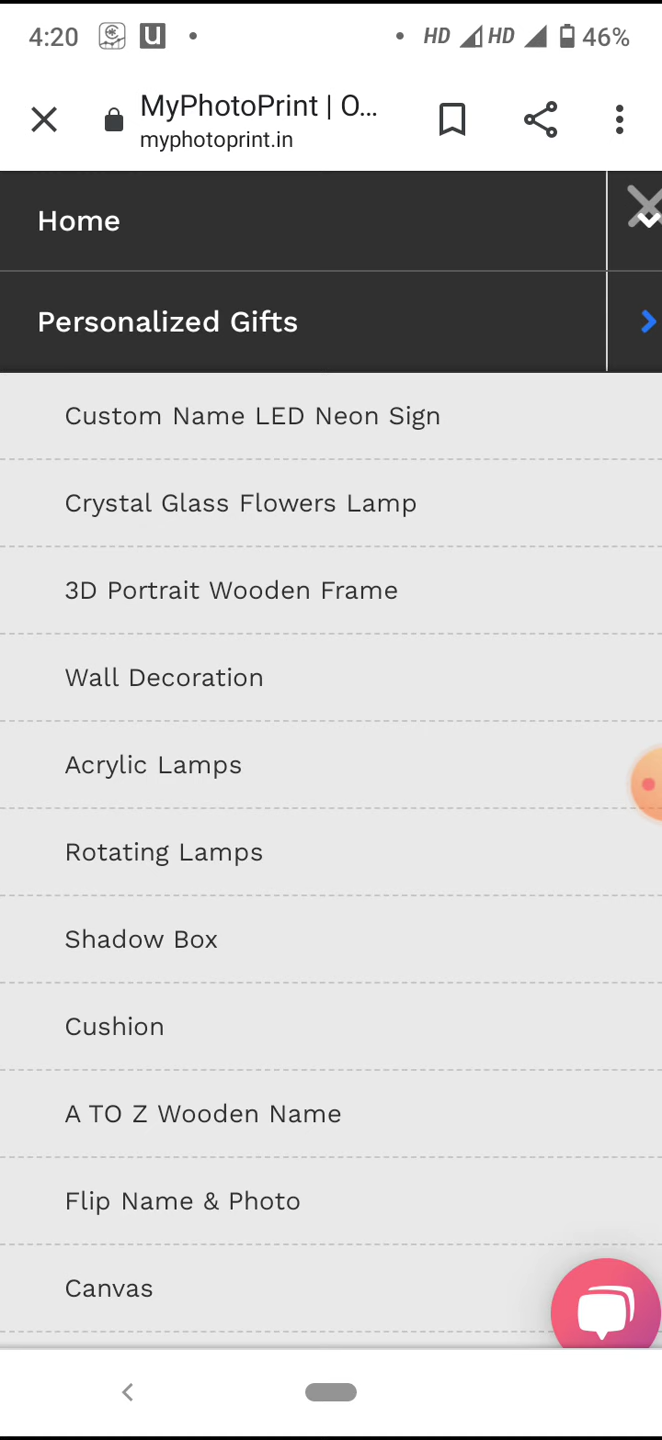 4:20 HD HD 46%
MyPhotoPrint | O...
myphotoprint.in
Home
Personalized Gifts
Custom Name LED Neon Sign
Crystal Glass Flowers Lamp
3D Portrait Wooden Frame
Wall Decoration
Acrylic Lamps
Rotating Lamps
Shadow Box
Cushion
A TO Z Wooden Name
Flip Name & Photo
Canvas